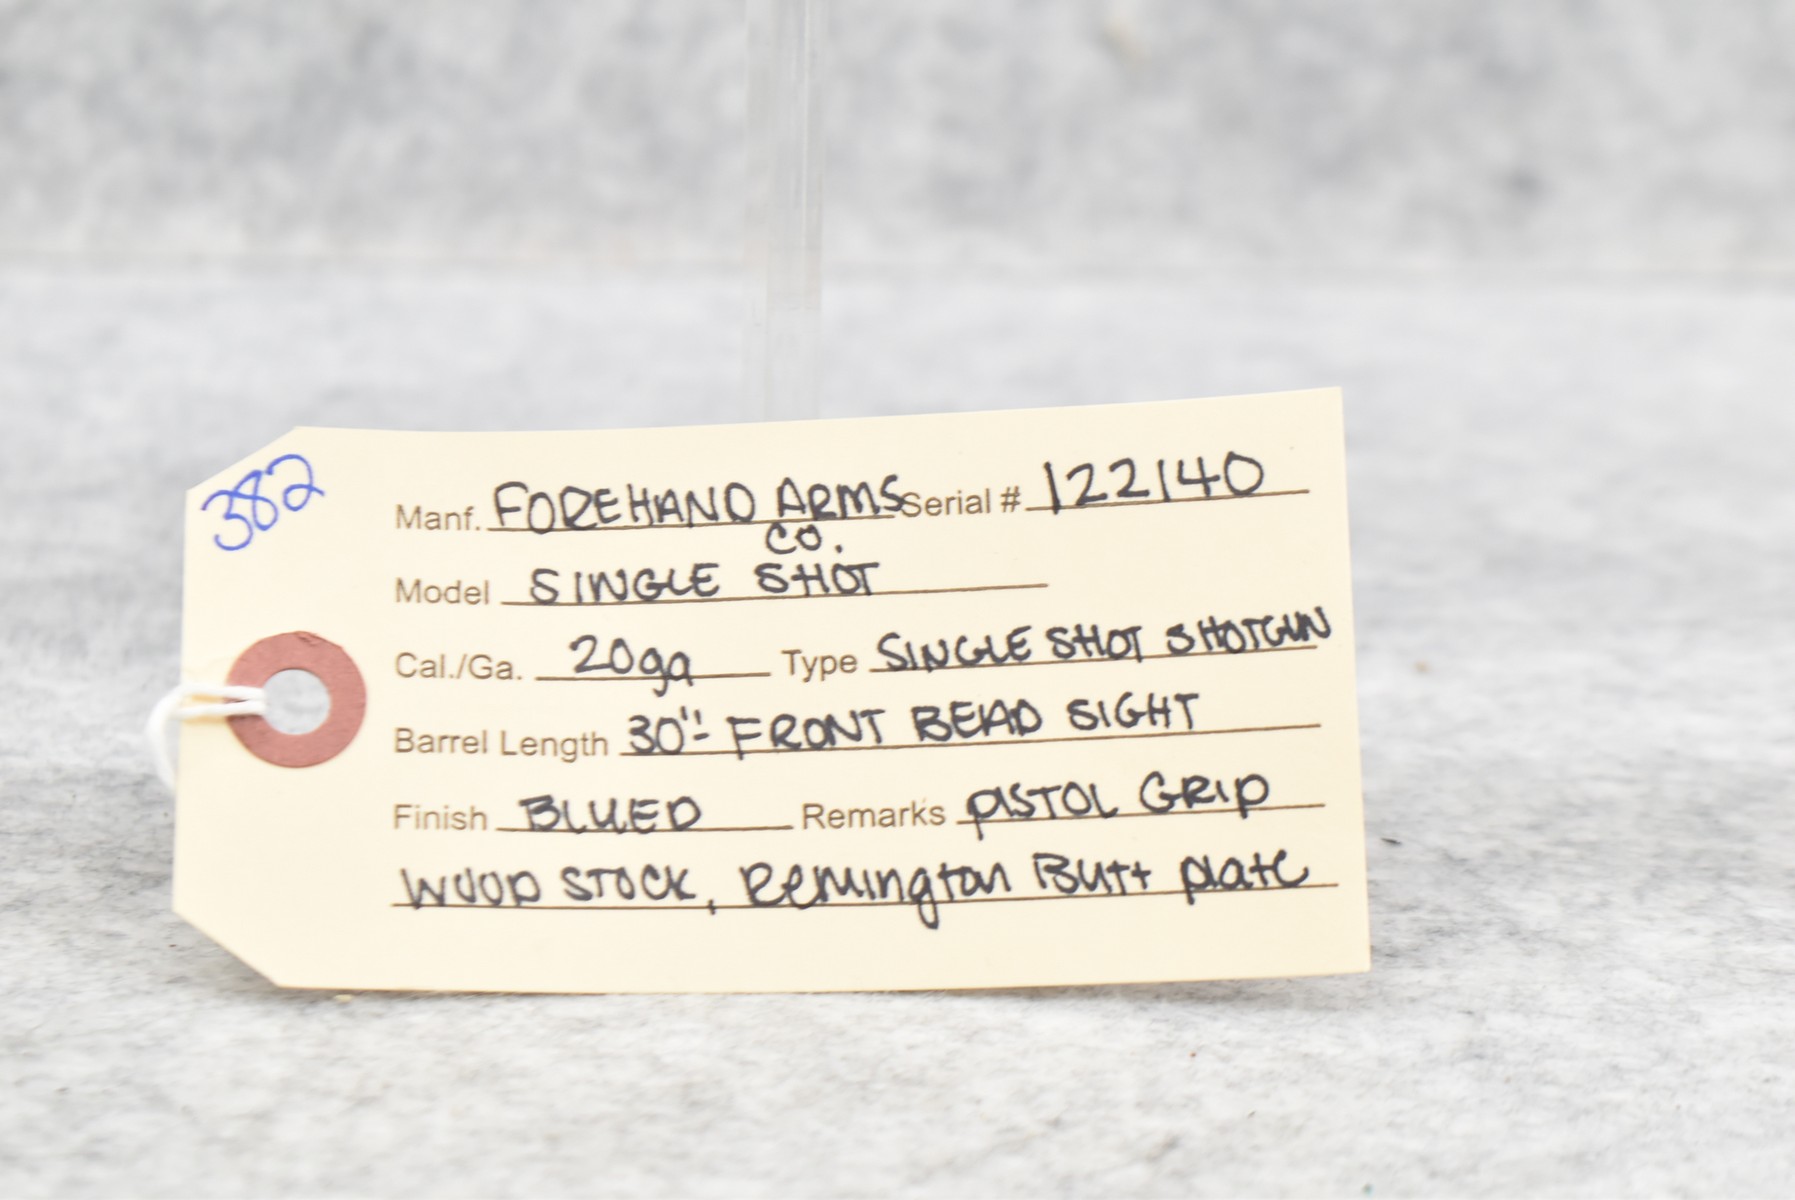 382
Manf. FOREHAND ARMS Serial # 122140
CO.
Model SINGLE SHOT
Cal./Ga. 20ga Type SINGLE SHOT SHOTGUN
Barrel Length 30"- FRONT BEAD SIGHT
Finish BLUED Remarks PISTOL GRIP
WOOD STOCK, Remington Butt plate